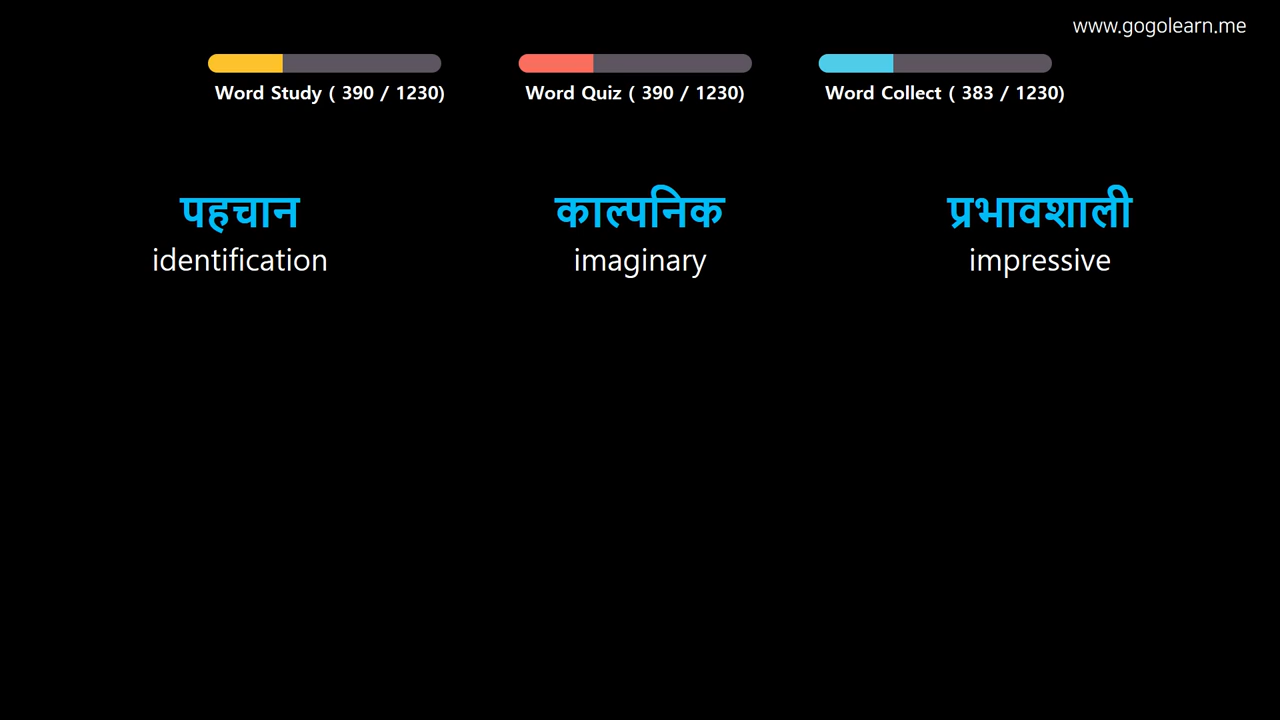 www.gogolearn.me
Word Study ( 390 / 1230)
Word Quiz ( 390 / 1230)
Word Collect ( 383 / 1230)
पहचान
identification
काल्पनिक
imaginary
प्रभावशाली
impressive